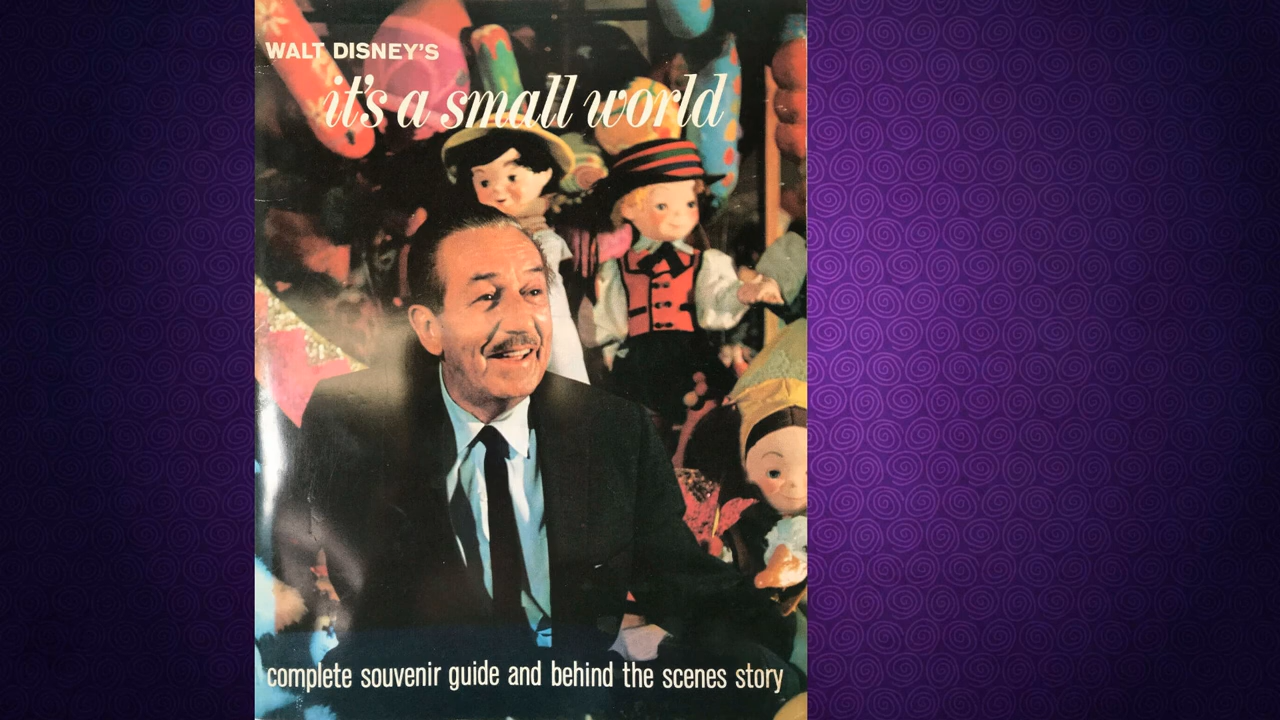 WALT DISNEY'S
it's a small world
complete souvenir guide and behind the scenes story